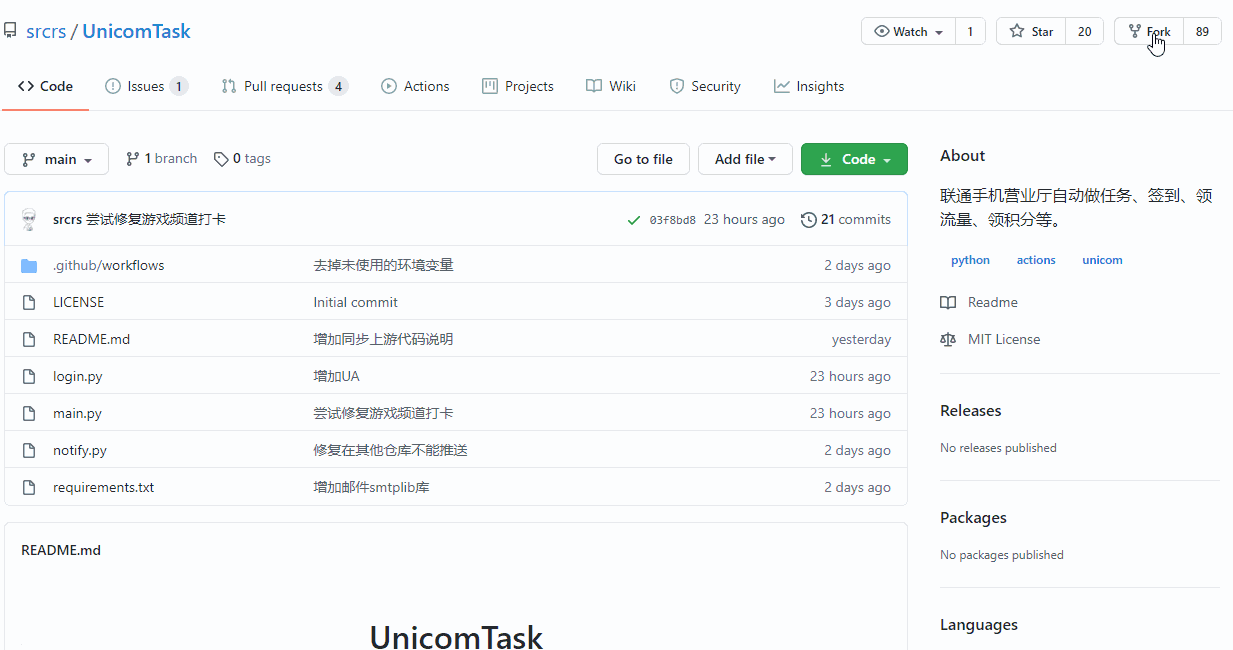 srcrs / UnicomTask
Watch 1 Star 20 Fork 89
Code Issues 1 Pull requests 4 Actions Projects Wiki Security Insights
main 1 branch 0 tags Go to file Add file Code
srcrs 尝试修复游戏频道打卡 03f8bd8 23 hours ago 21 commits
.github/workflows 去掉未使用的环境变量 2 days ago
LICENSE Initial commit 3 days ago
README.md 增加同步上游代码说明 yesterday
login.py 增加UA 23 hours ago
main.py 尝试修复游戏频道打卡 23 hours ago
notify.py 修复在其他仓库不能推送 2 days ago
requirements.txt 增加邮件smtplib库 2 days ago
README.md
UnicomTask
About
联通手机营业厅自动做任务、签到、领
流量、领积分等。
python actions unicom
Readme
MIT License
Releases
No releases published
Packages
No packages published
Languages